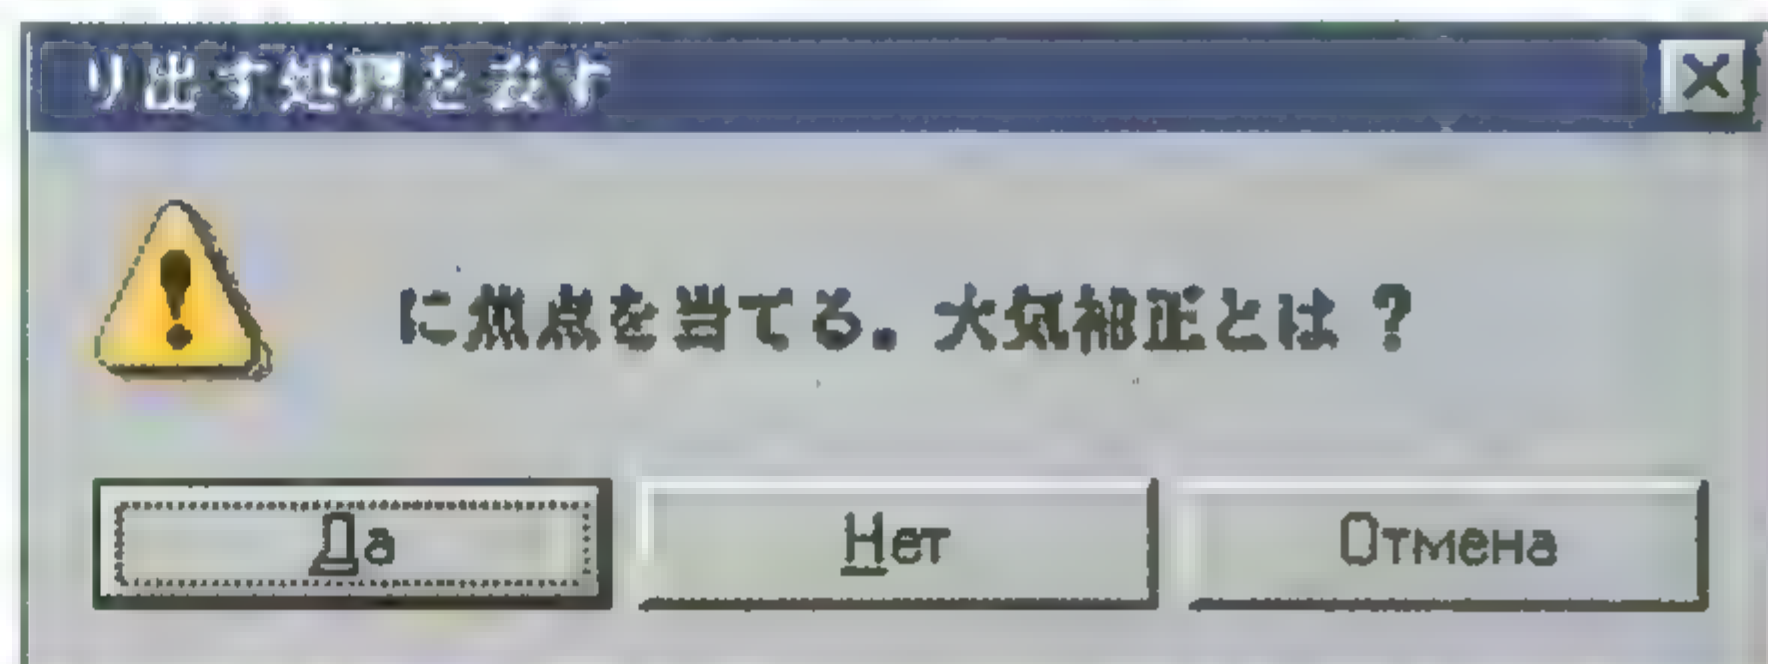 り出す処理を表す
に焦点を当てる。大気補正とは？
Да
Нет
Отмена